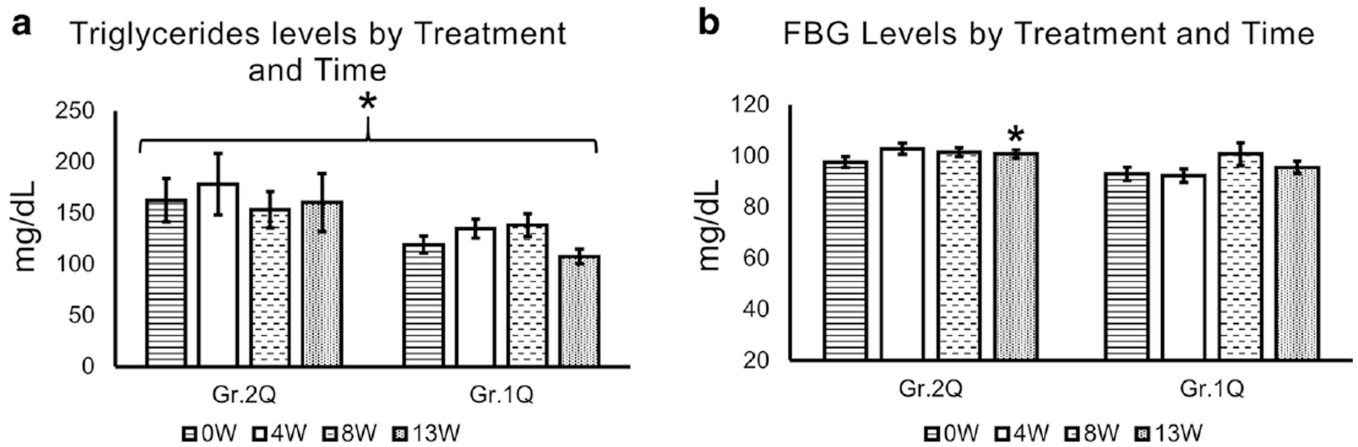 a
Triglycerides levels by Treatment
and Time
*
mg/dL
250
200
150
100
50
0
Gr.2Q
Gr.1Q
0W 4W 8W 13W
b
FBG Levels by Treatment and Time
*
mg/dL
120
100
80
60
40
20
Gr.2Q
Gr.1Q
0W 4W 8W 13W